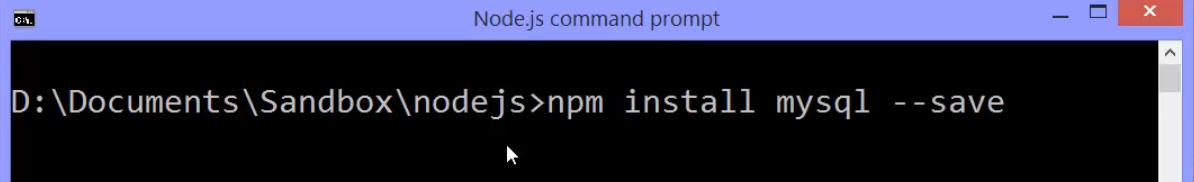 Node.js command prompt
D:\Documents\Sandbox\nodejs>npm install mysql --save